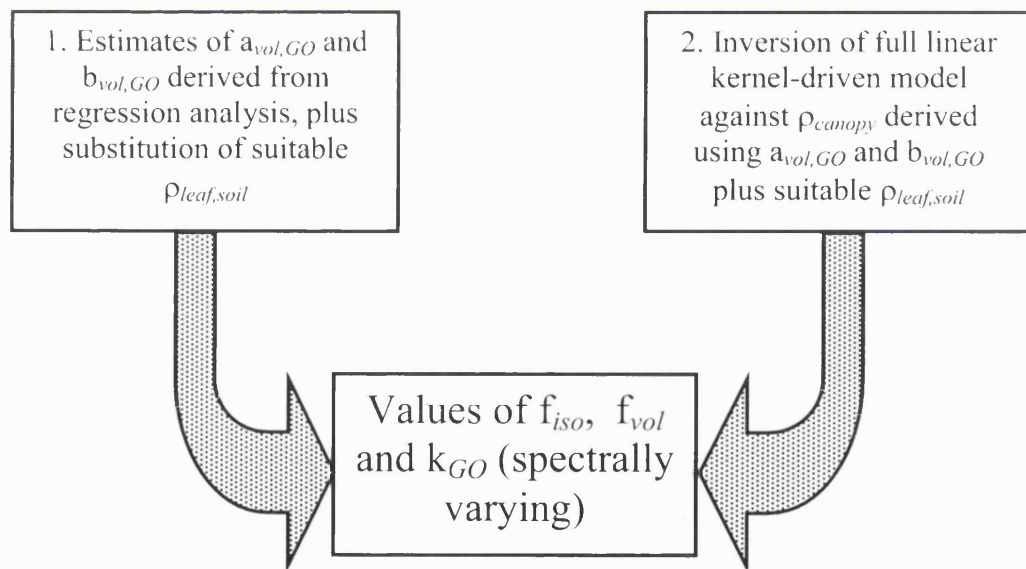 1. Estimates of a_vol,GO and
b_vol,GO derived from
regression analysis, plus
substitution of suitable
ρ_leaf,soil
2. Inversion of full linear
kernel-driven model
against ρ_canopy derived
using a_vol,GO and b_vol,GO
plus suitable ρ_leaf,soil
Values of f_iso, f_vol
and k_GO (spectrally
varying)